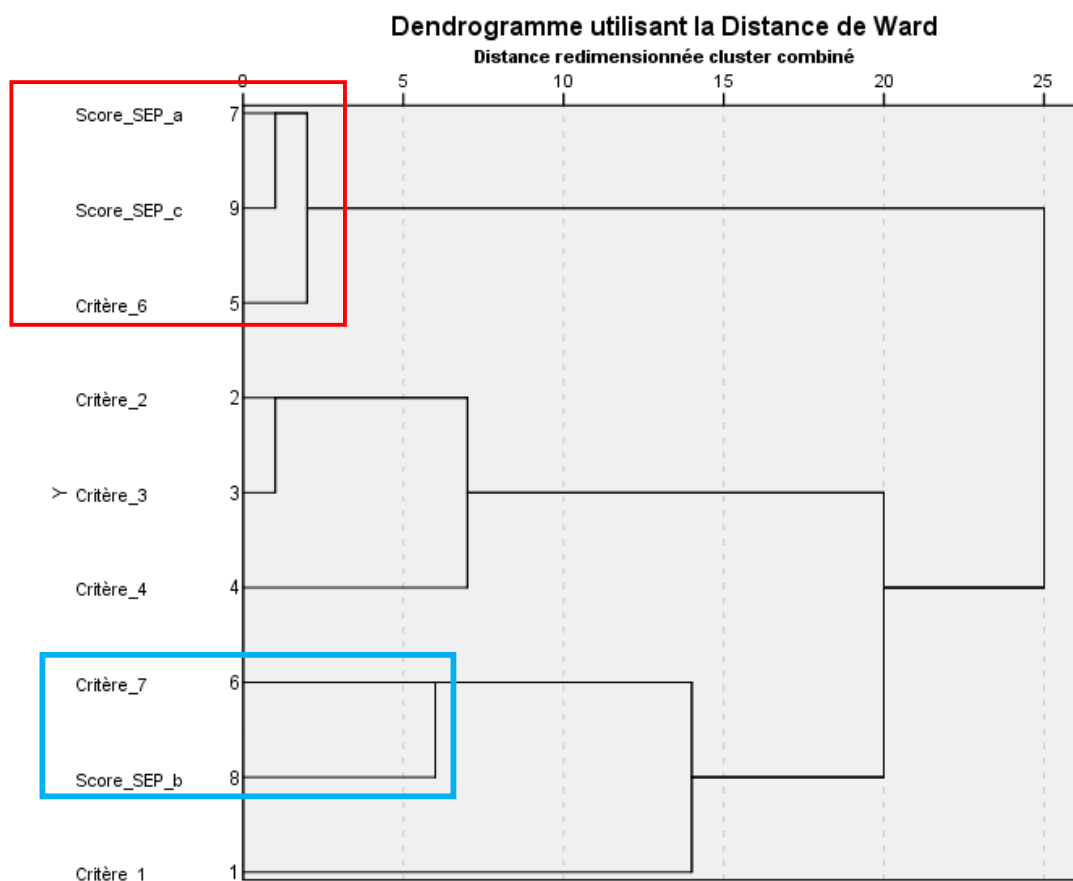 Dendrogramme utilisant la Distance de Ward
Distance redimensionnée cluster combiné
0 5 10 15 20 25
Score_SEP_a 7
Score_SEP_c 9
Critère_6 5
Critère_2 2
Y
Critère_3 3
Critère_4 4
Critère_7 6
Score_SEP_b 8
Critère_1 1